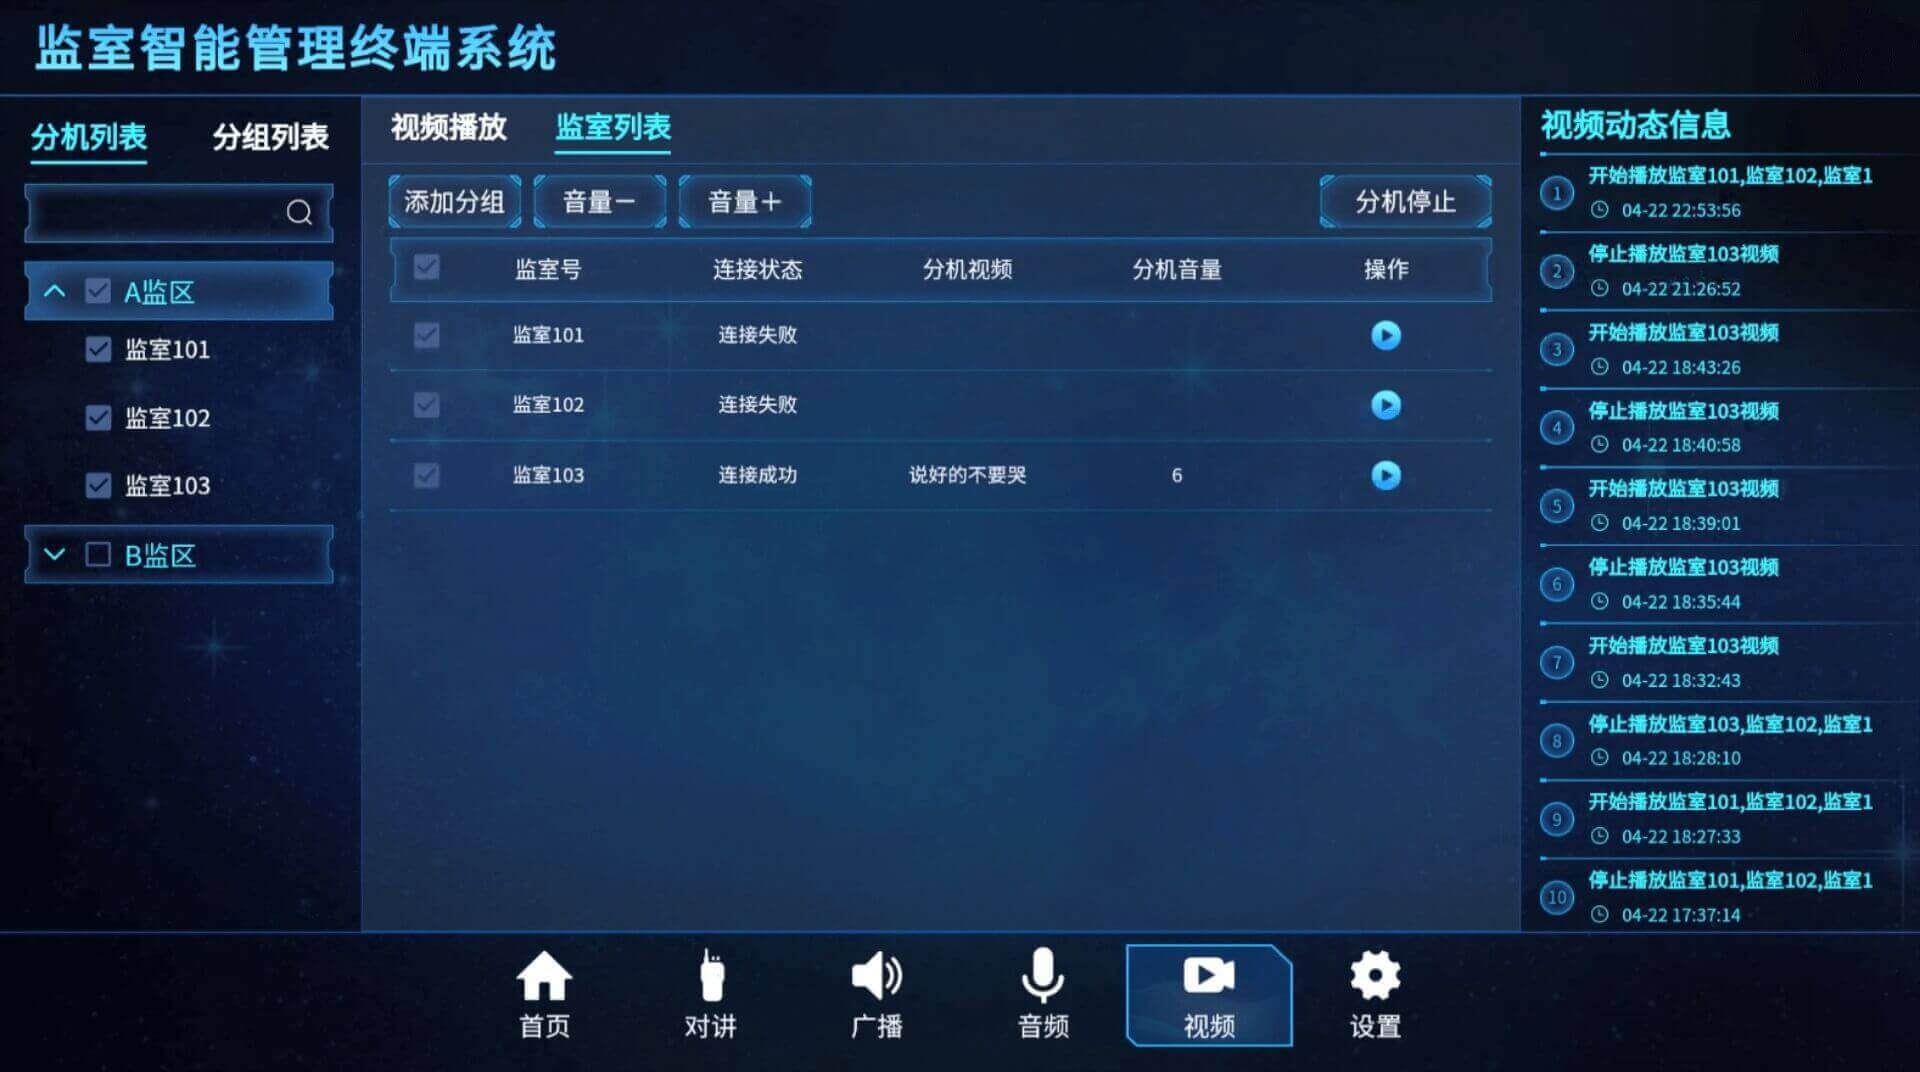 监室智能管理终端系统
分机列表 分组列表
A监区
监室101
监室102
监室103
B监区
视频播放 监室列表
添加分组 音量－ 音量＋ 分机停止
监室号 连接状态 分机视频 分机音量 操作
监室101 连接失败
监室102 连接失败
监室103 连接成功 说好的不要哭 6
视频动态信息
1 开始播放监室101,监室102,监室1
04-22 22:53:56
2 停止播放监室103视频
04-22 21:26:52
3 开始播放监室103视频
04-22 18:43:26
4 停止播放监室103视频
04-22 18:40:58
5 开始播放监室103视频
04-22 18:39:01
6 停止播放监室103视频
04-22 18:35:44
7 开始播放监室103视频
04-22 18:32:43
8 停止播放监室103,监室102,监室1
04-22 18:28:10
9 开始播放监室101,监室102,监室1
04-22 18:27:33
10 停止播放监室101,监室102,监室1
04-22 17:37:14
首页 对讲 广播 音频 视频 设置